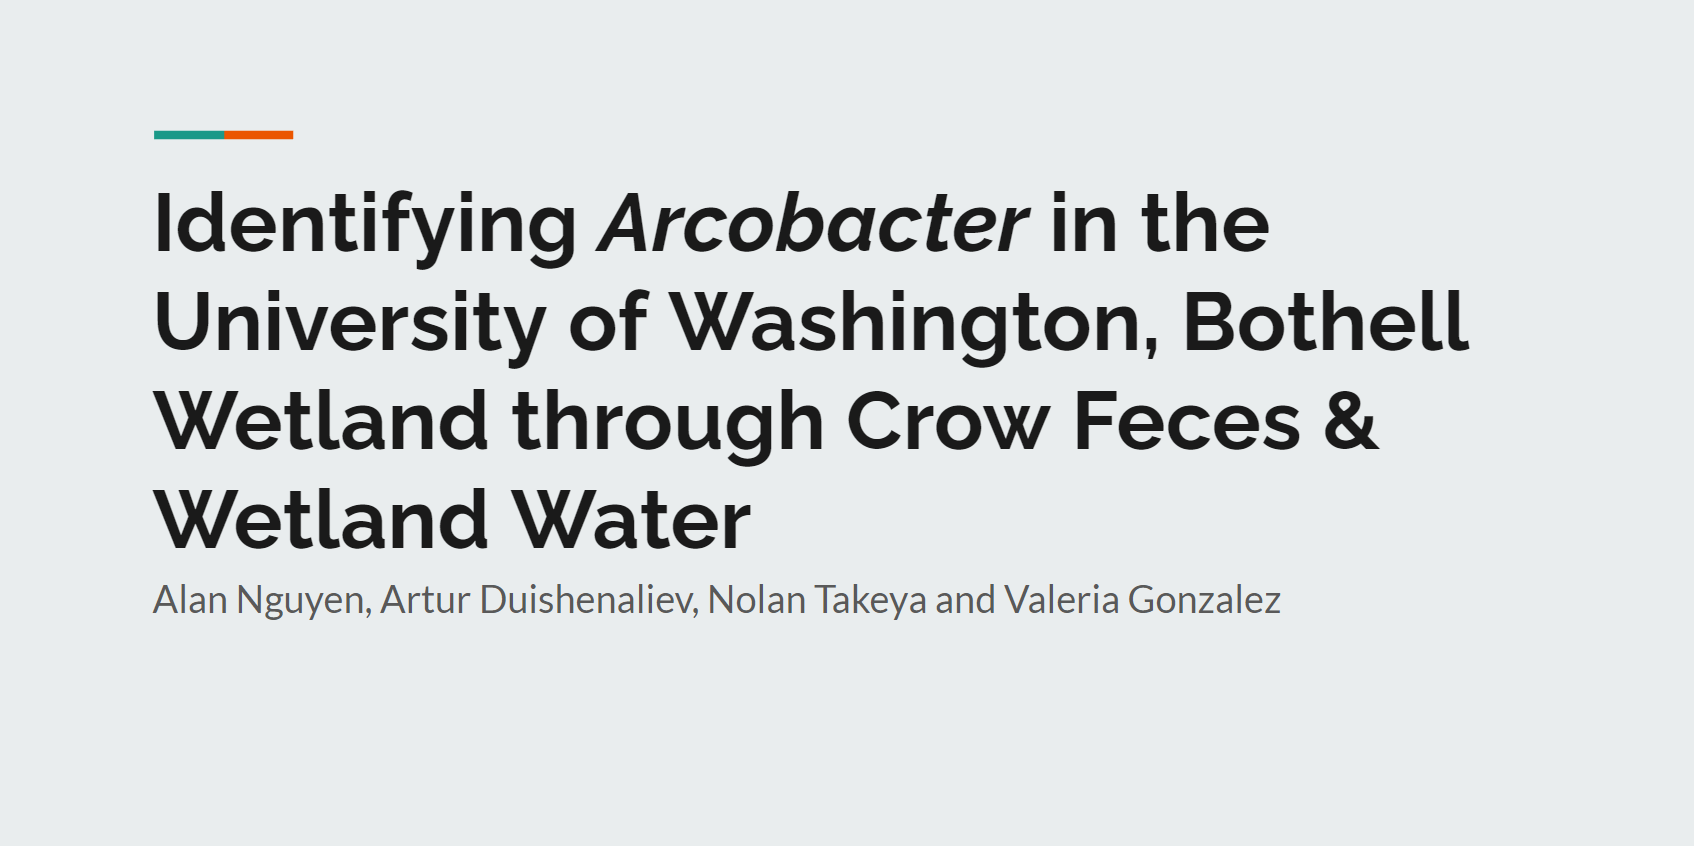 Identifying Arcobacter in the
University of Washington, Bothell
Wetland through Crow Feces &
Wetland Water
Alan Nguyen, Artur Duishenaliev, Nolan Takeya and Valeria Gonzalez